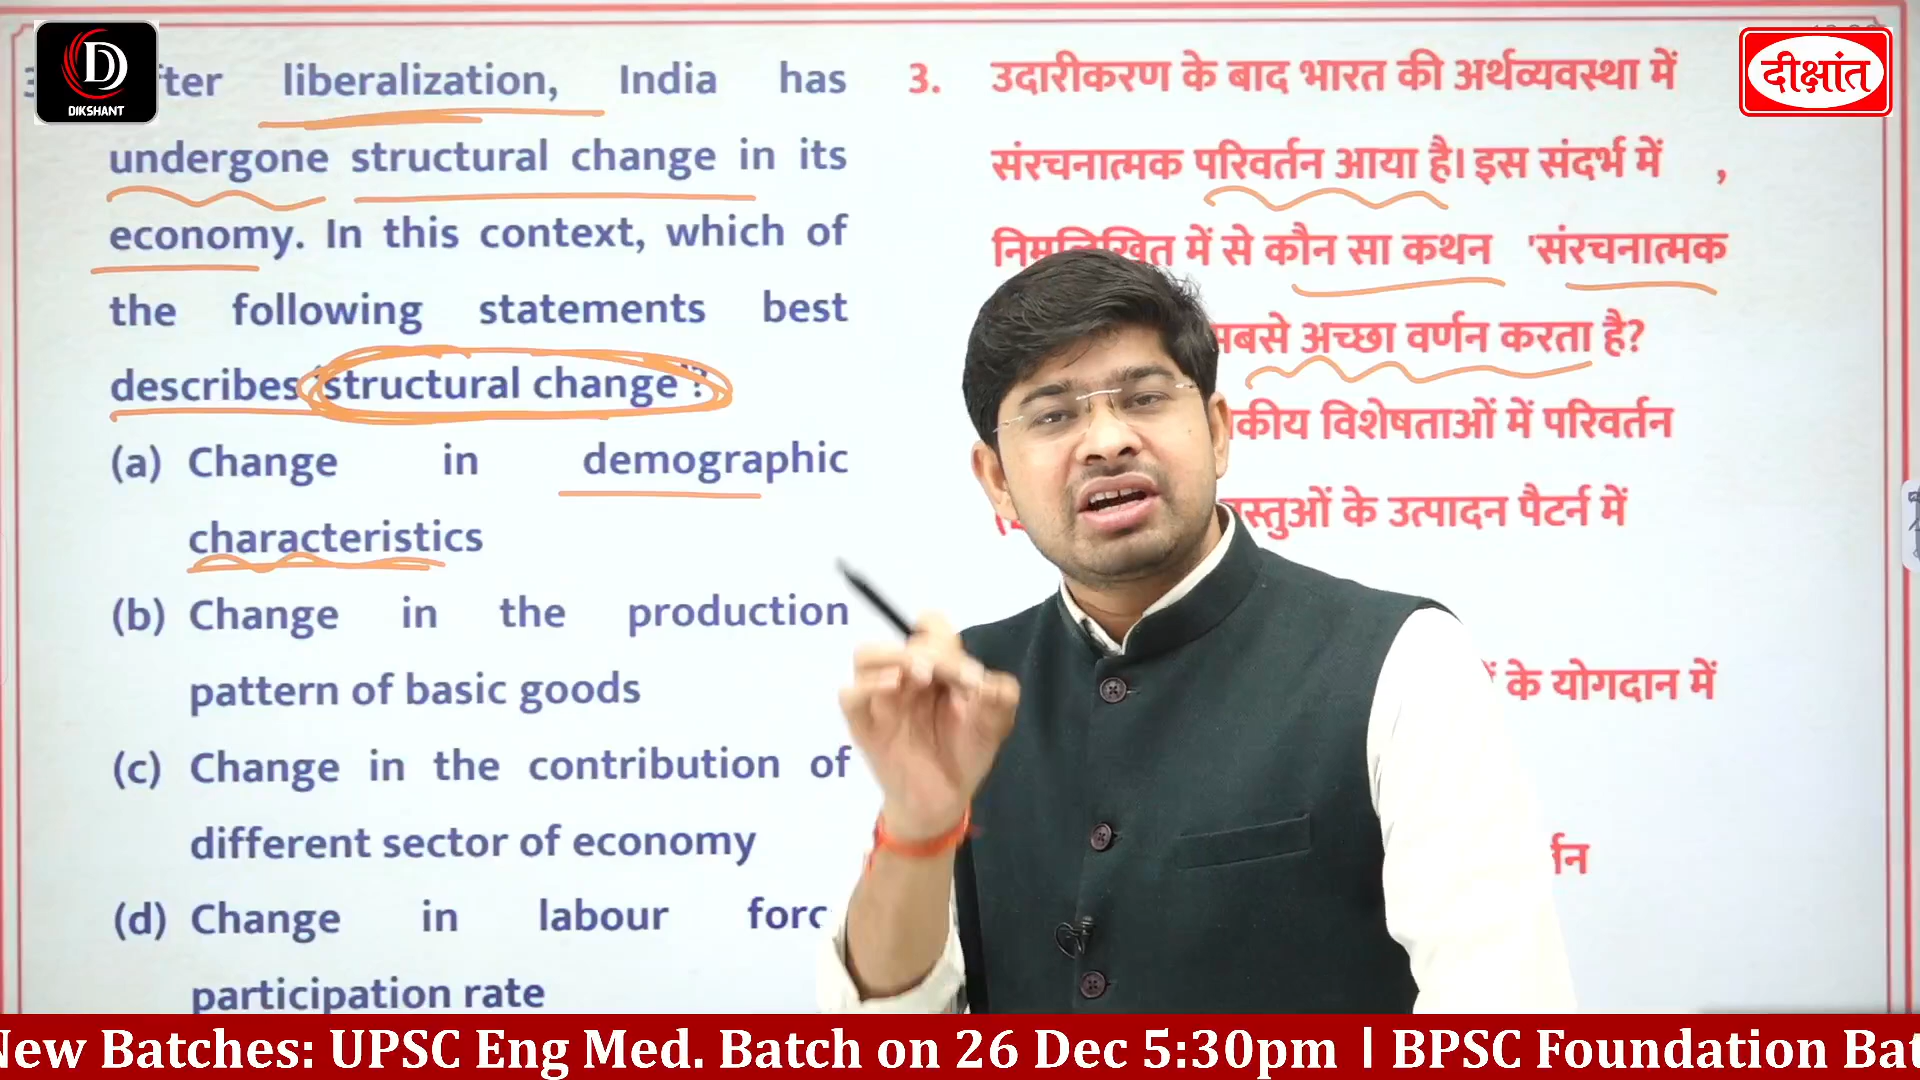 DIKSHANT
दीक्षांत
liberalization, India has
undergone structural change in its
economy. In this context, which of
the following statements best
describes 'structural change'?
(a) Change in demographic
characteristics
(b) Change in the production
pattern of basic goods
(c) Change in the contribution of
different sector of economy
(d) Change in labour
participation rate
3. उदारीकरण के बाद भारत की अर्थव्यवस्था में
संरचनात्मक परिवर्तन आया है। इस संदर्भ में ,
में से कौन सा कथन 'संरचनात्मक
अच्छा वर्णन करता है?
विशेषताओं में परिवर्तन
के उत्पादन पैटर्न में
के योगदान में
New Batches: UPSC Eng Med. Batch on 26 Dec 5:30pm | BPSC Foundation